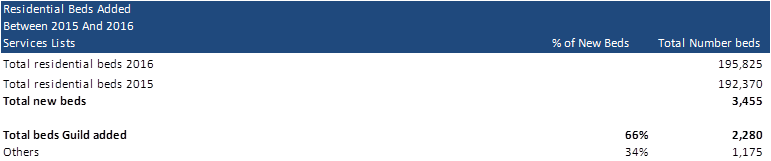 Residential Beds Added
Between 2015 And 2016
Services Lists % of New Beds Total Number beds
Total residential beds 2016 195,825
Total residential beds 2015 192,370
Total new beds 3,455
Total beds Guild added 66% 2,280
Others 34% 1,175